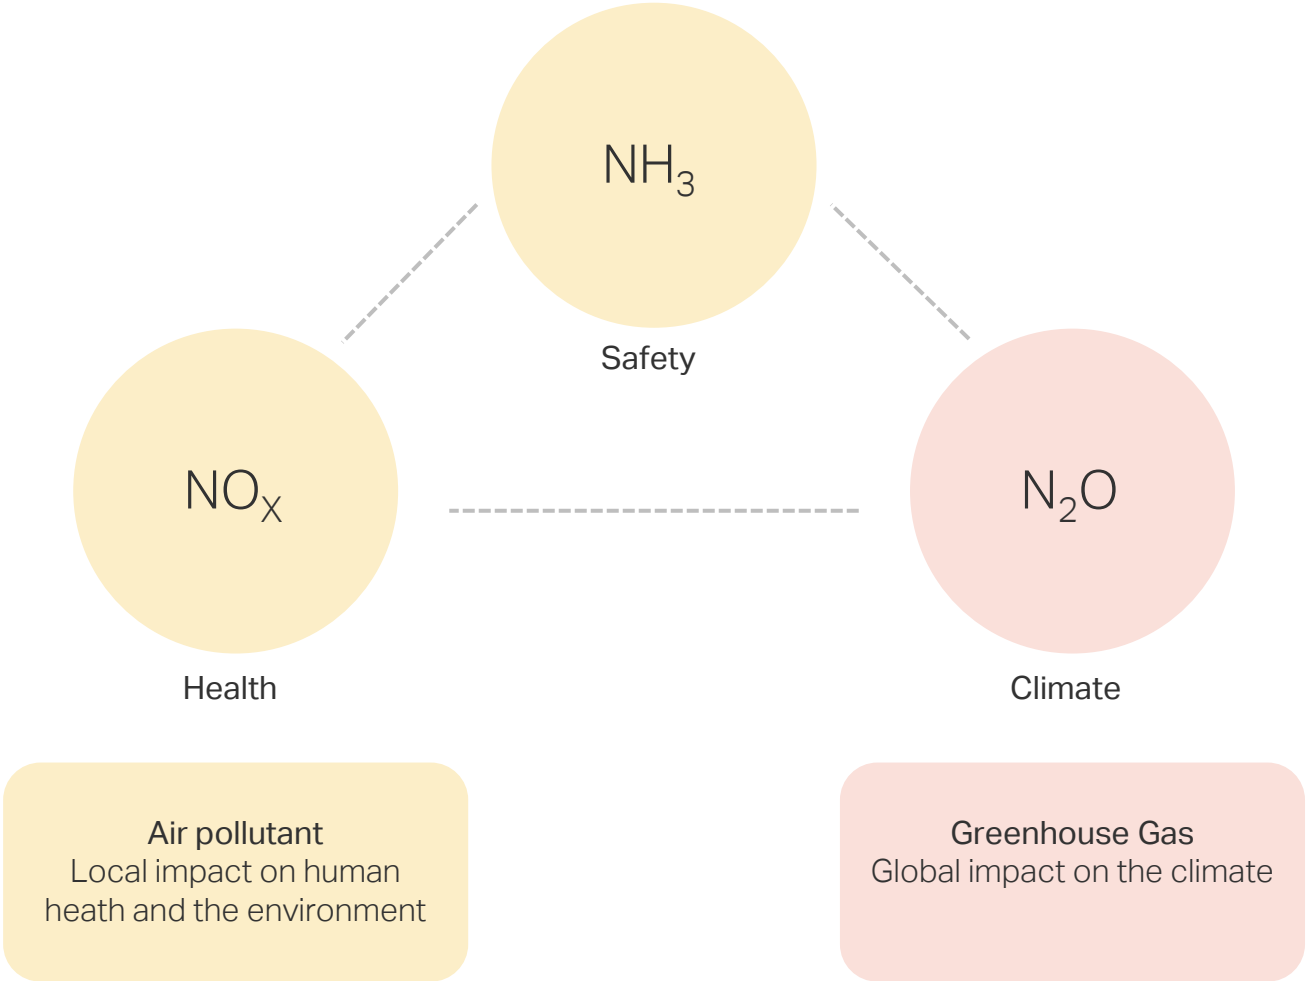 NH₃
Safety
NOₓ
N₂O
Health
Climate
Air pollutant
Local impact on human
heath and the environment
Greenhouse Gas
Global impact on the climate